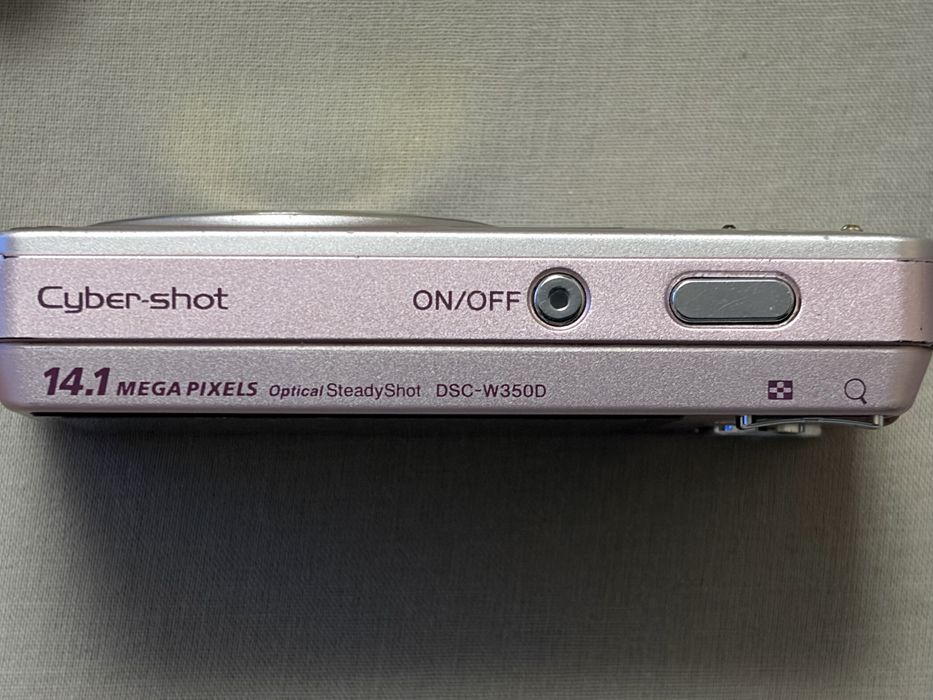 Cyber-shot ON/OFF
14.1 MEGA PIXELS Optical SteadyShot DSC-W350D